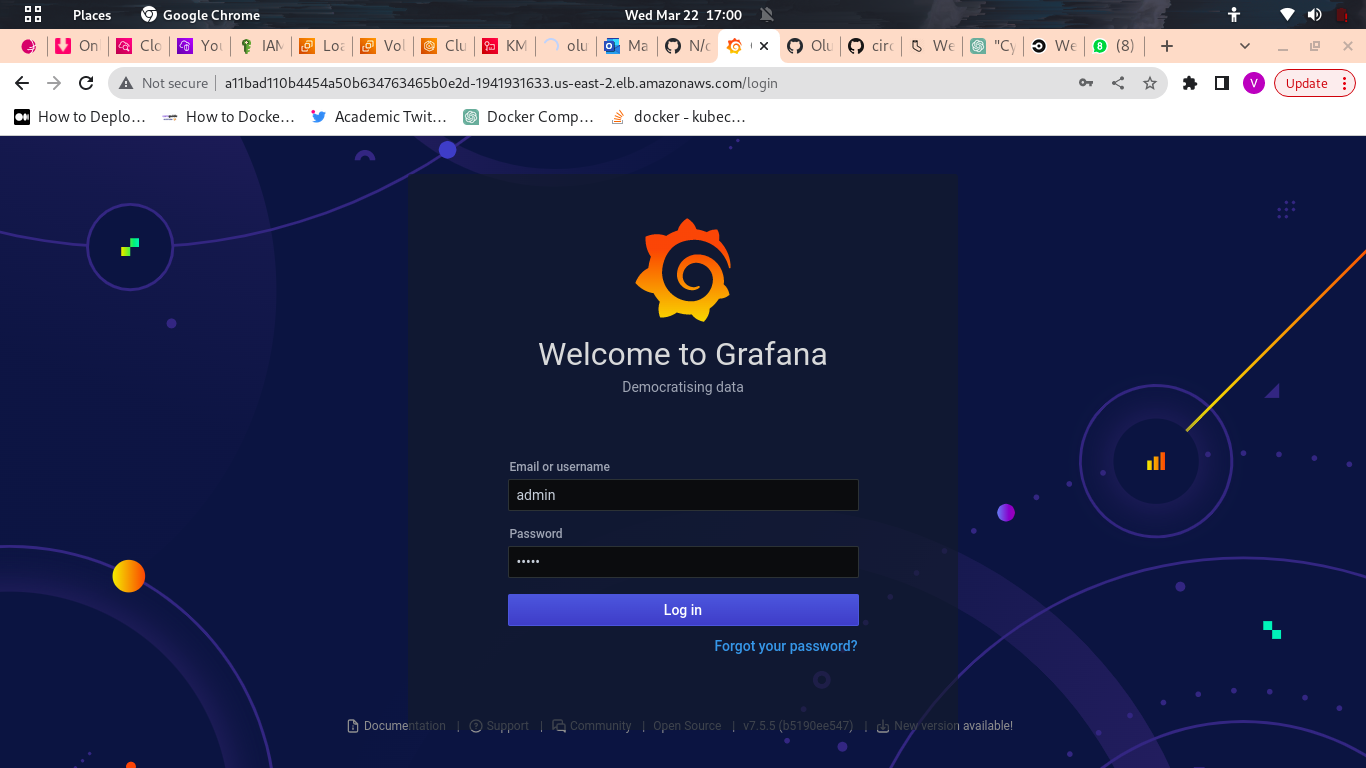 Places Google Chrome Wed Mar 22 17:00
On Clo You IAM Loa Vol Clu KM olu Ma N/c Olu circ We "Cy We (8)
Not secure a11bad110b4454a50b634763465b0e2d-1941931633.us-east-2.elb.amazonaws.com/login V Update
How to Deplo… How to Docke… Academic Twit… Docker Comp… docker - kubec…
Welcome to Grafana
Democratising data
Email or username
admin
Password
•••••
Log in
Forgot your password?
Documentation | Support | Community | Open Source | v7.5.5 (b5190ee547) | New version available!